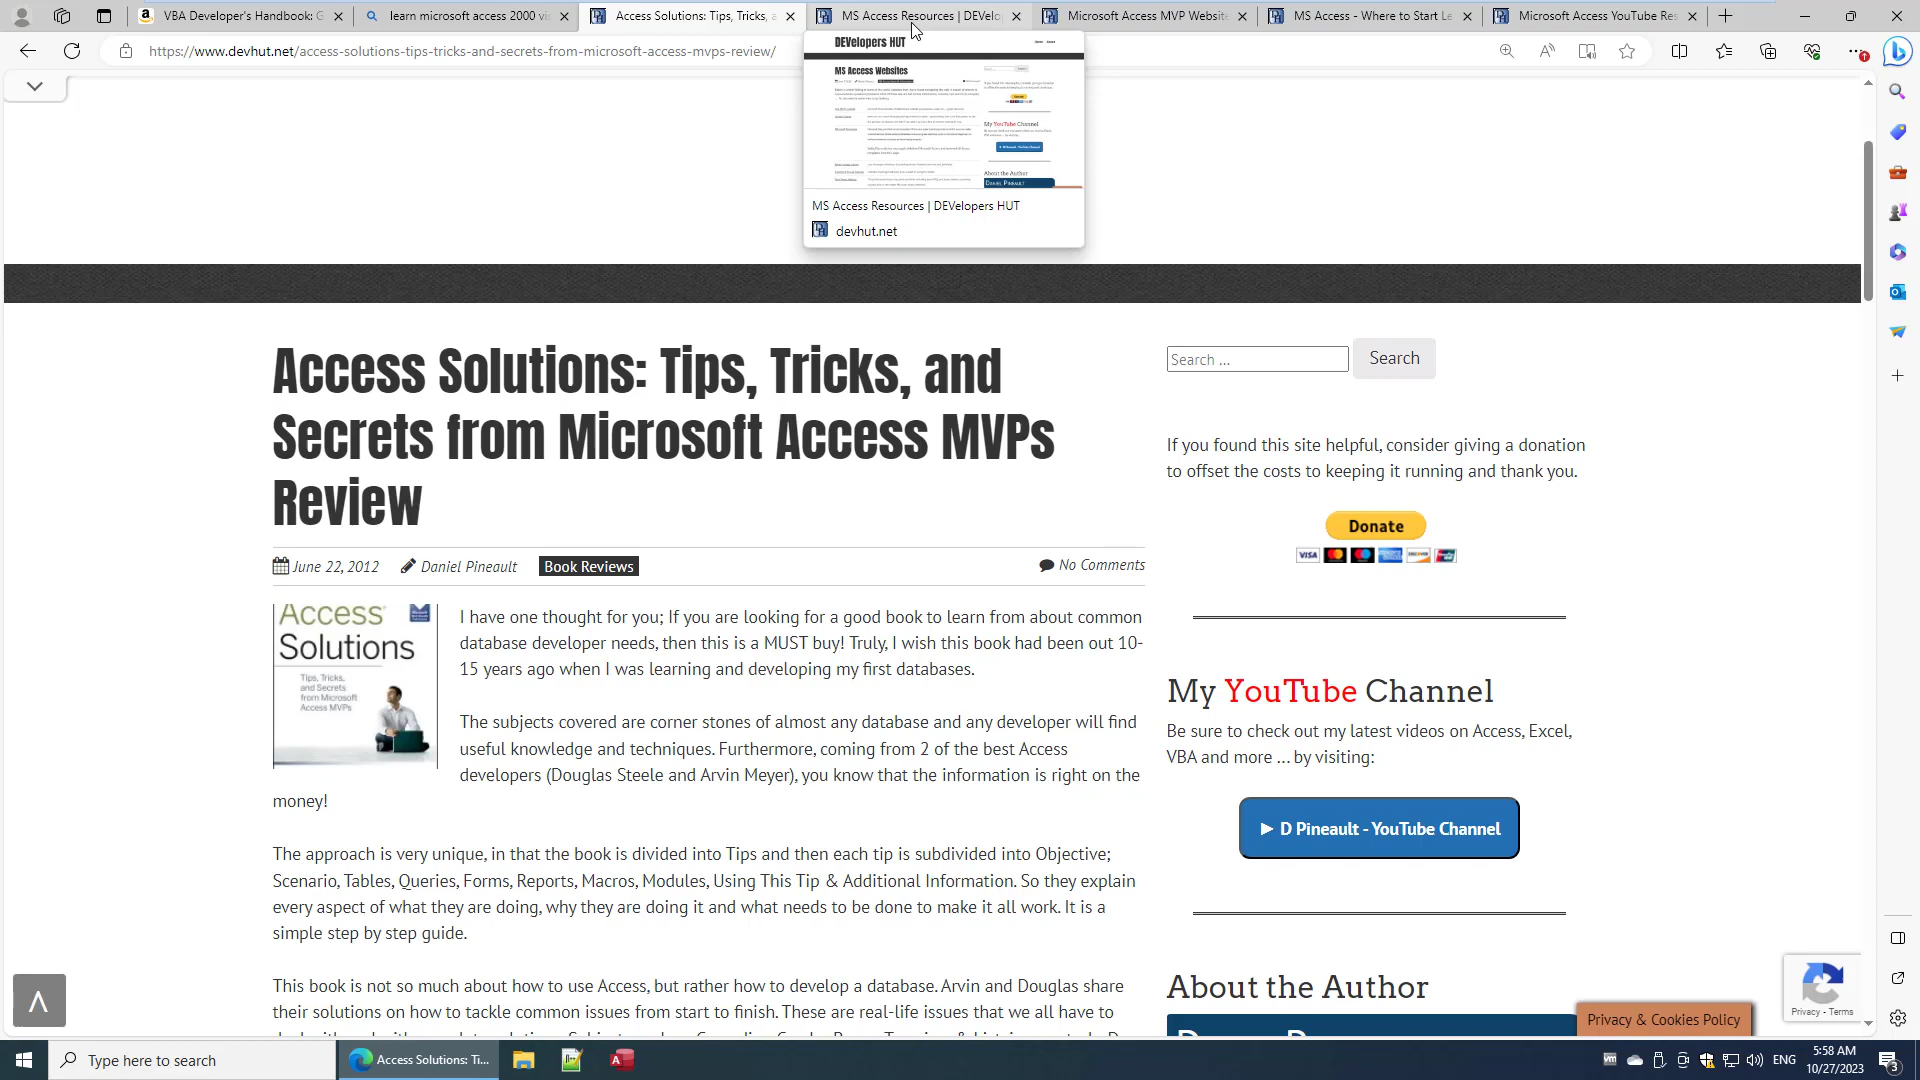 VBA Developer's Handbook: G
learn microsoft access 2000 vi
Access Solutions: Tips, Tricks, a
MS Access Resources | DEVelo
Microsoft Access MVP Website
MS Access - Where to Start Le
Microsoft Access YouTube Res
https://www.devhut.net/access-solutions-tips-tricks-and-secrets-from-microsoft-access-mvps-review/
DEVelopers HUT
MS Access Websites
My YouTube Channel
About the Author
DANIEL PINEAULT
MS Access Resources | DEVelopers HUT
devhut.net
Access Solutions: Tips, Tricks, and
Secrets from Microsoft Access MVPs
Review
June 22, 2012
Daniel Pineault
Book Reviews
No Comments
Access
Solutions
Tips, Tricks,
and Secrets
from Microsoft
Access MVPs
I have one thought for you; If you are looking for a good book to learn from about common
database developer needs, then this is a MUST buy! Truly, I wish this book had been out 10-
15 years ago when I was learning and developing my first databases.
The subjects covered are corner stones of almost any database and any developer will find
useful knowledge and techniques. Furthermore, coming from 2 of the best Access
developers (Douglas Steele and Arvin Meyer), you know that the information is right on the
money!
The approach is very unique, in that the book is divided into Tips and then each tip is subdivided into Objective;
Scenario, Tables, Queries, Forms, Reports, Macros, Modules, Using This Tip & Additional Information. So they explain
every aspect of what they are doing, why they are doing it and what needs to be done to make it all work. It is a
simple step by step guide.
This book is not so much about how to use Access, but rather how to develop a database. Arvin and Douglas share
their solutions on how to tackle common issues from start to finish. These are real-life issues that we all have to
Search ...
Search
If you found this site helpful, consider giving a donation
to offset the costs to keeping it running and thank you.
Donate
VISA
My YouTube Channel
Be sure to check out my latest videos on Access, Excel,
VBA and more ... by visiting:
► D Pineault - YouTube Channel
About the Author
Privacy - Terms
Privacy & Cookies Policy
Type here to search
Access Solutions: Ti...
ENG
5:58 AM
10/27/2023
3